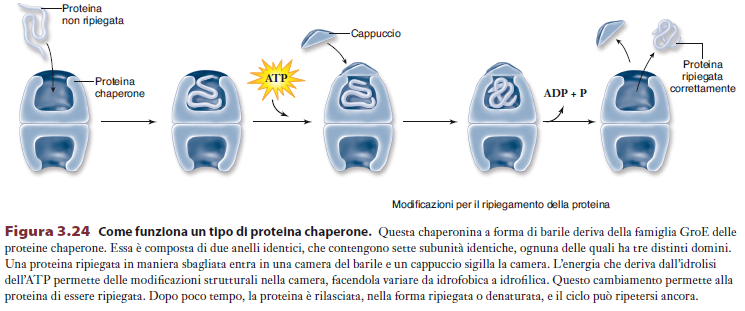 Proteina
non ripiegata
Proteina
chaperone
ATP
Cappuccio
ADP + P
Proteina
ripiegata
correttamente
Modificazioni per il ripiegamento della proteina
Figura 3.24 Come funziona un tipo di proteina chaperone. Questa chaperonina a forma di barile deriva della famiglia GroE delle
proteine chaperone. Essa è composta di due anelli identici, che contengono sette subunità identiche, ognuna delle quali ha tre distinti domini.
Una proteina ripiegata in maniera sbagliata entra in una camera del barile e un cappuccio sigilla la camera. L'energia che deriva dall'idrolisi
dell'ATP permette delle modificazioni strutturali nella camera, facendola variare da idrofobica a idrofilica. Questo cambiamento permette alla
proteina di essere ripiegata. Dopo poco tempo, la proteina è rilasciata, nella forma ripiegata o denaturata, e il ciclo può ripetersi ancora.